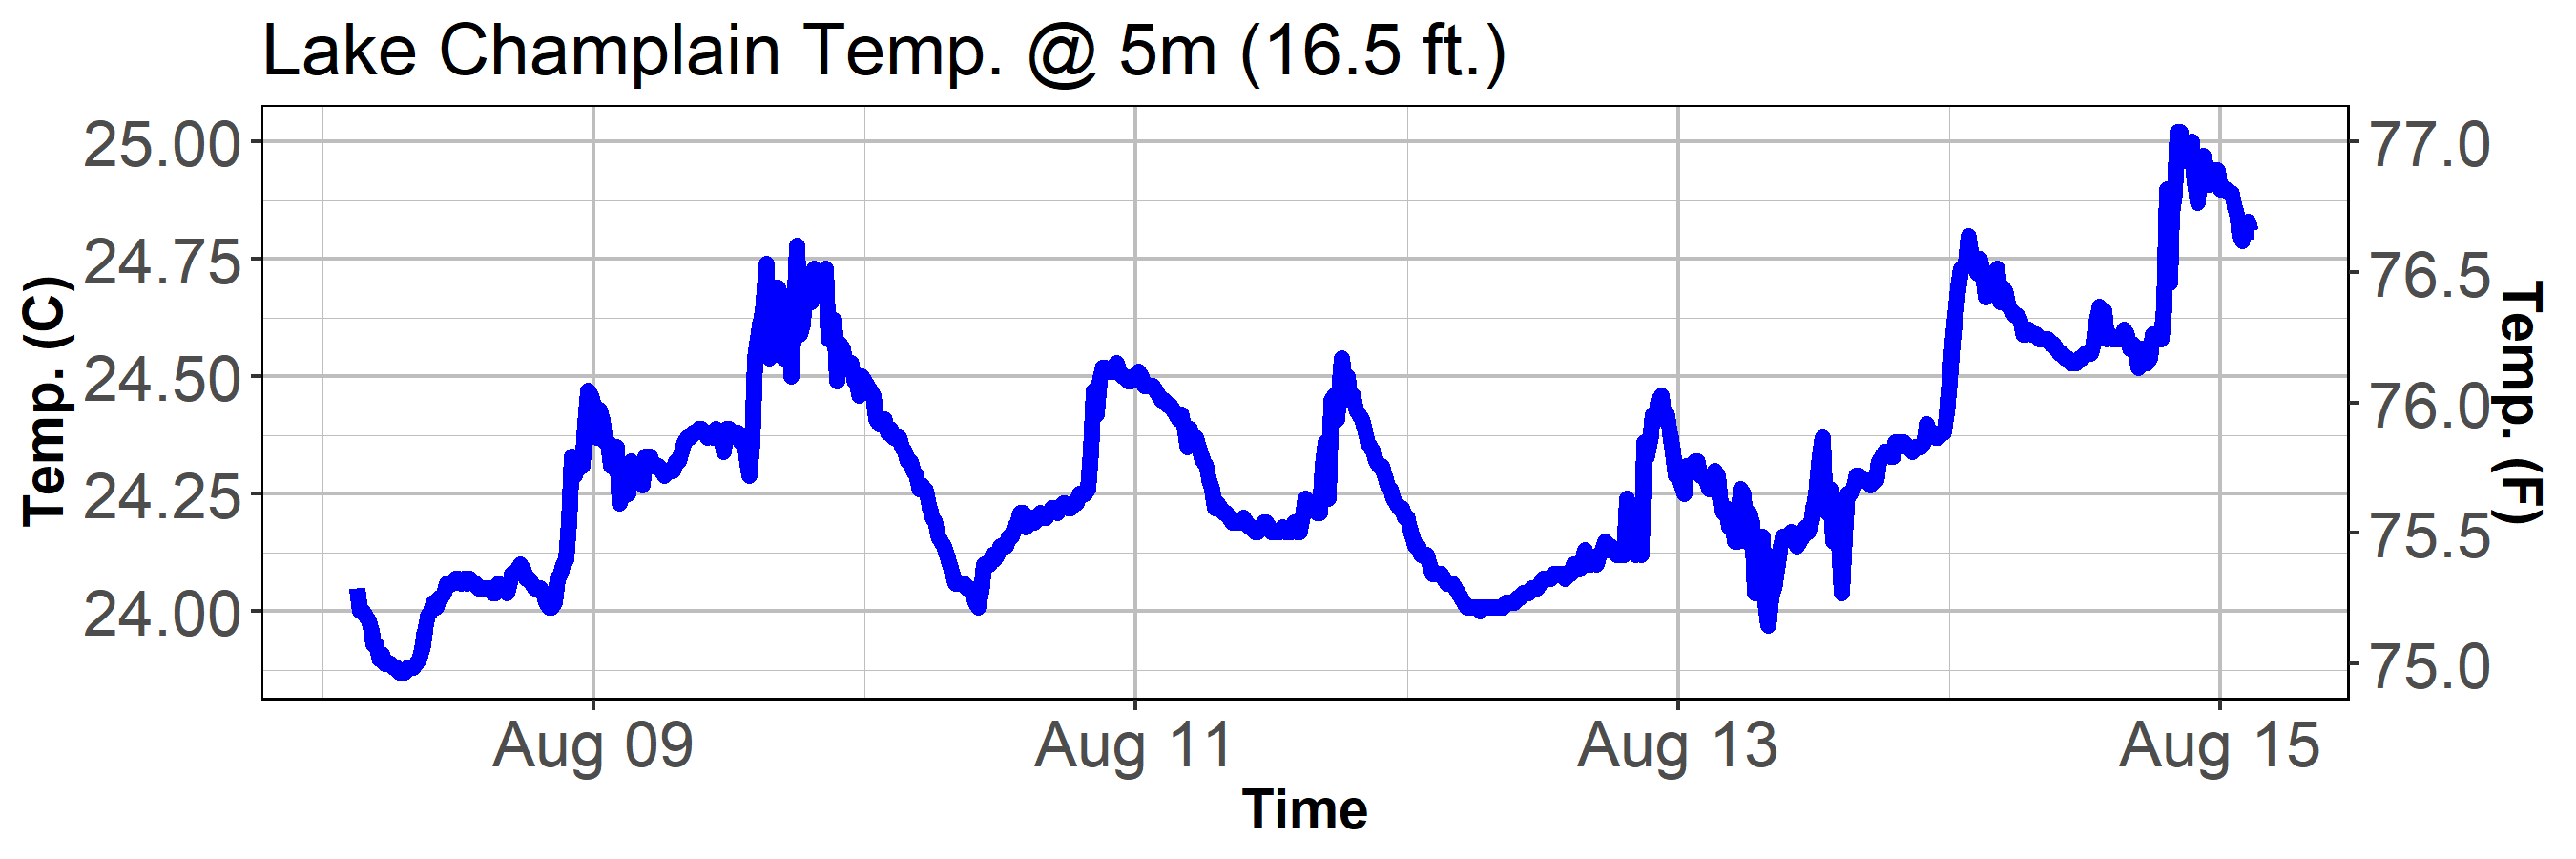 Lake Champlain Temp. @ 5m (16.5 ft.)
Temp. (C)
25.00
24.75
24.50
24.25
24.00
77.0
76.5
76.0
75.5
75.0
Temp. (F)
Aug 09
Aug 11
Aug 13
Aug 15
Time